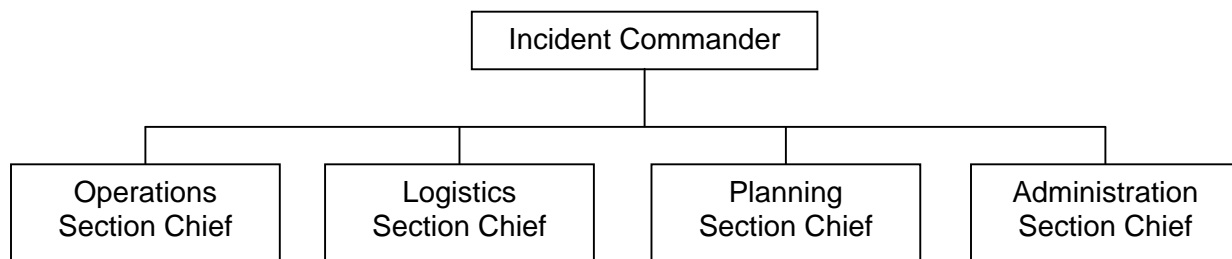 Incident Commander
Operations
Section Chief
Logistics
Section Chief
Planning
Section Chief
Administration
Section Chief